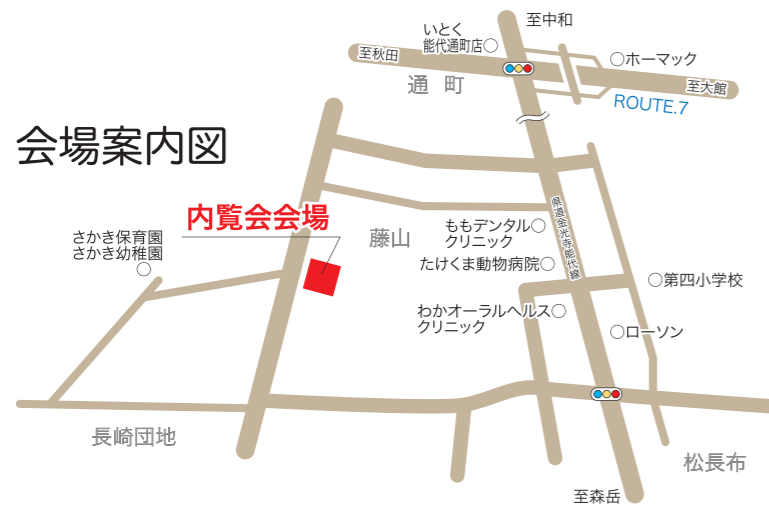 至中和
いとく
能代通町店
至秋田
ホーマック
至大館
通 町
ROUTE.7
会場案内図
内覧会会場
県道金光寺能代線
さかき保育園
さかき幼稚園
藤山
ももデンタル
クリニック
たけくま動物病院
第四小学校
わかオーラルヘルス
クリニック
ローソン
長崎団地
松長布
至森岳